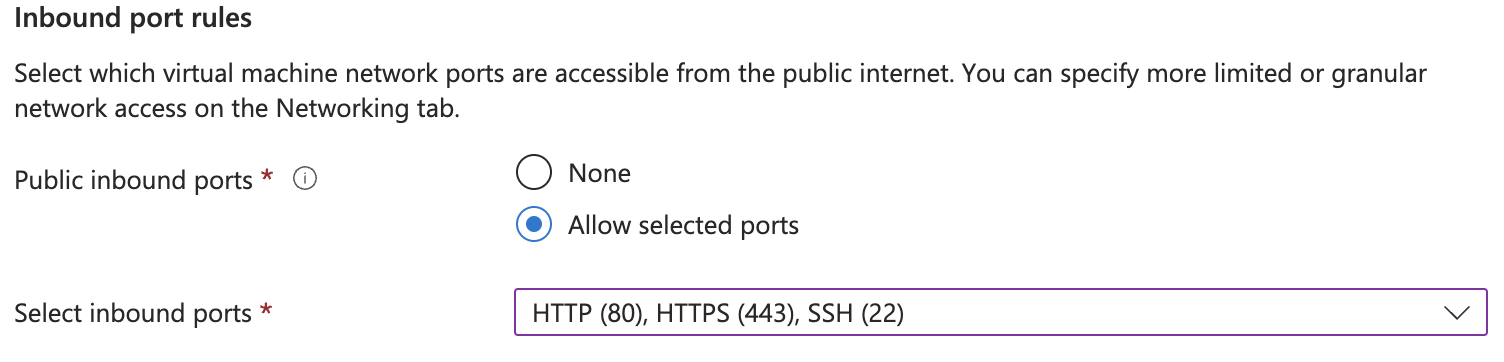 Inbound port rules
Select which virtual machine network ports are accessible from the public internet. You can specify more limited or granular
network access on the Networking tab.
Public inbound ports *
None
Allow selected ports
Select inbound ports *
HTTP (80), HTTPS (443), SSH (22)